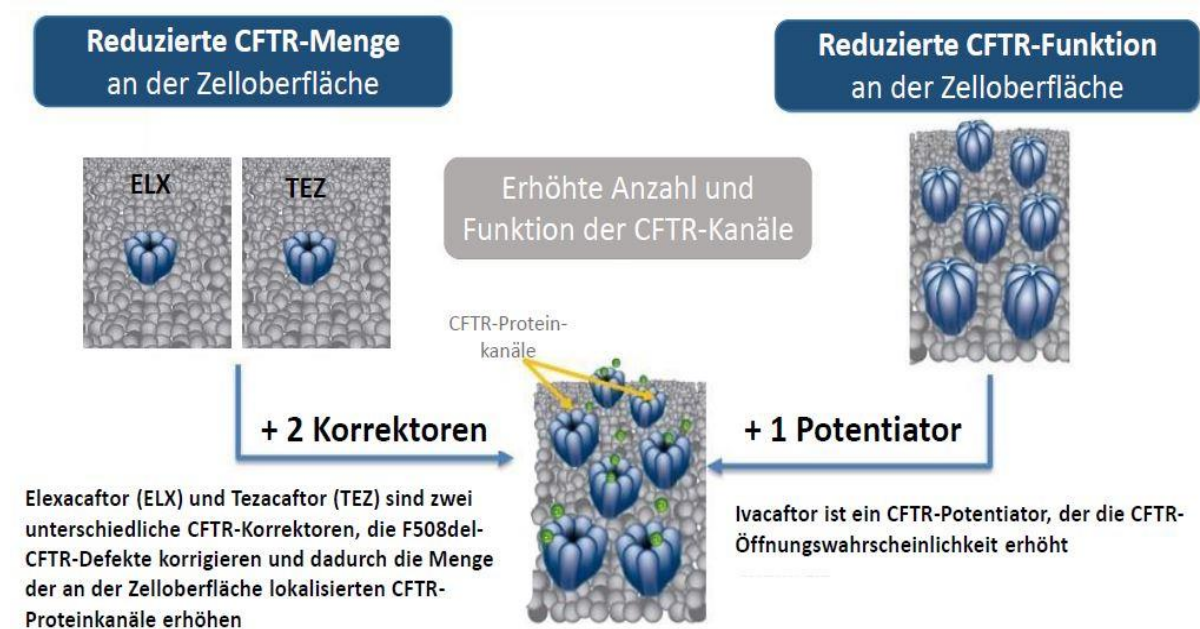 Reduzierte CFTR-Menge
an der Zelloberfläche
Reduzierte CFTR-Funktion
an der Zelloberfläche
ELX
TEZ
Erhöhte Anzahl und
Funktion der CFTR-Kanäle
CFTR-Protein-
kanäle
+ 2 Korrektoren
+ 1 Potentiator
Elexacaftor (ELX) und Tezacaftor (TEZ) sind zwei
unterschiedliche CFTR-Korrektoren, die F508del-
CFTR-Defekte korrigieren und dadurch die Menge
der an der Zelloberfläche lokalisierten CFTR-
Proteinkanäle erhöhen
Ivacaftor ist ein CFTR-Potentiator, der die CFTR-
Öffnungswahrscheinlichkeit erhöht